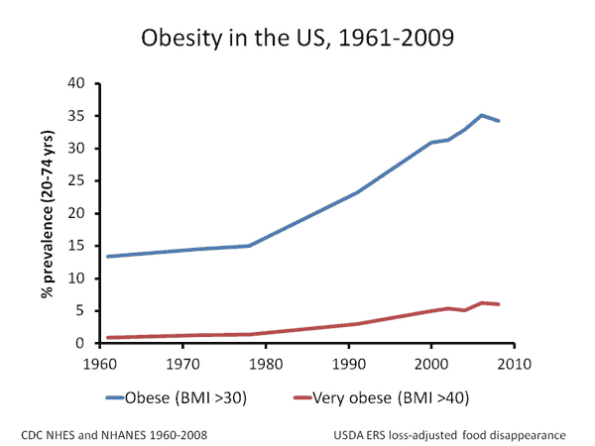 Obesity in the US, 1961-2009
40
35
30
25
20
15
10
5
0
% prevalence (20-74 yrs)
1960 1970 1980 1990 2000 2010
Obese (BMI >30) Very obese (BMI >40)
CDC NHES and NHANES 1960-2008 USDA ERS loss-adjusted food disappearance